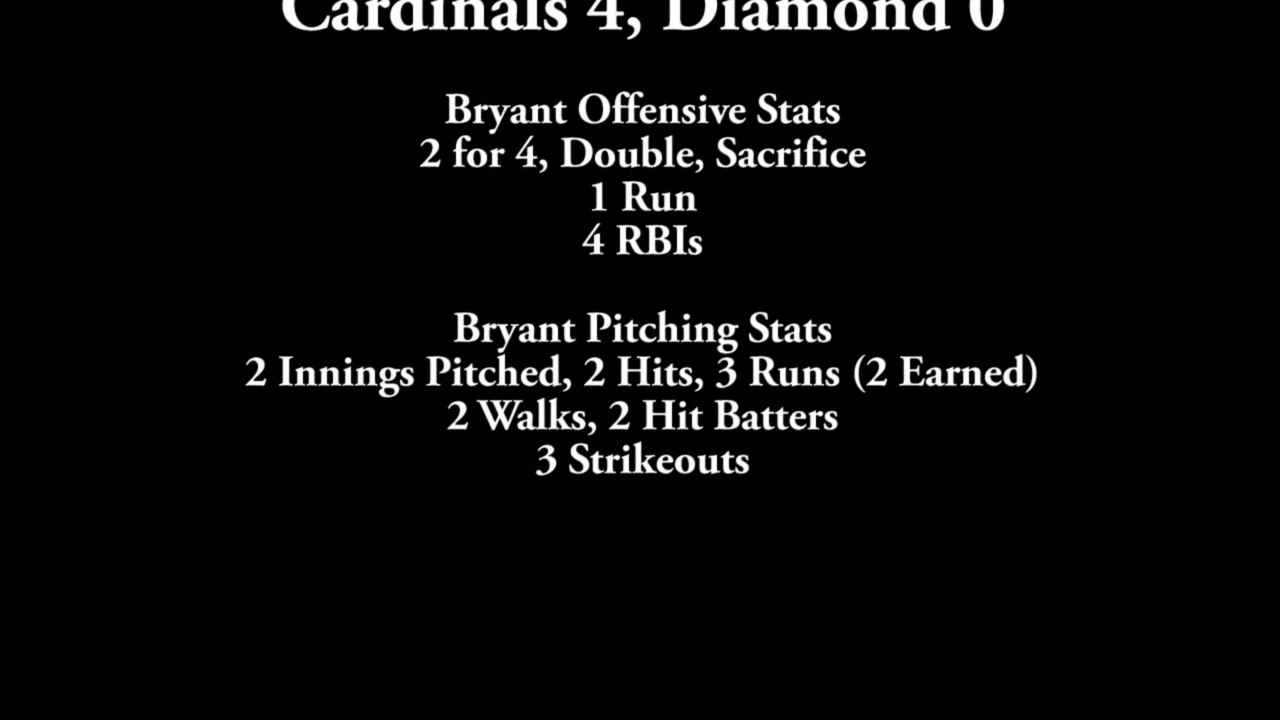 Cardinals 4, Diamond 0
Bryant Offensive Stats
2 for 4, Double, Sacrifice
1 Run
4 RBIs
Bryant Pitching Stats
2 Innings Pitched, 2 Hits, 3 Runs (2 Earned)
2 Walks, 2 Hit Batters
3 Strikeouts